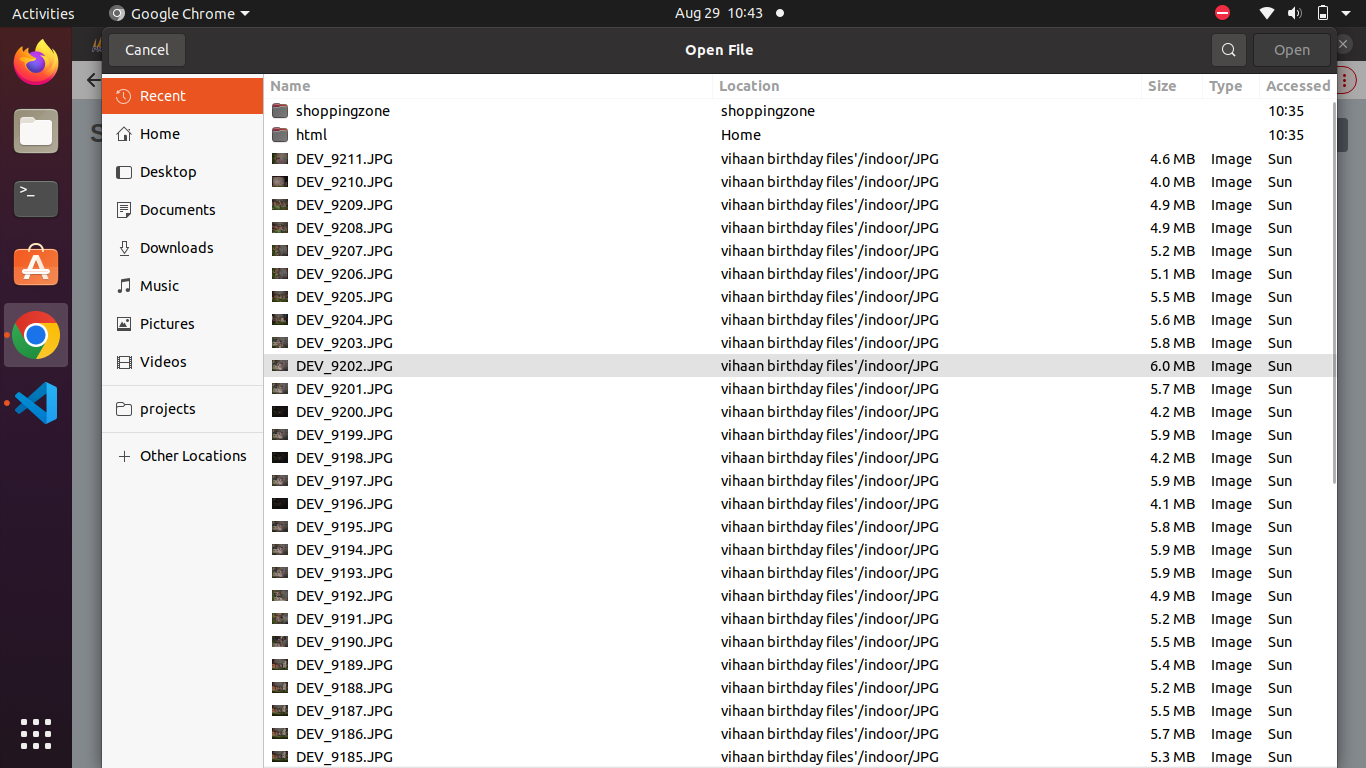 Activities Google Chrome Aug 29 10:43
Cancel Open File Open
Name Location Size Type Accessed
Recent
Home
Desktop
Documents
Downloads
Music
Pictures
Videos
projects
Other Locations
shoppingzone shoppingzone 10:35
html Home 10:35
DEV_9211.JPG vihaan birthday files'/indoor/JPG 4.6 MB Image Sun
DEV_9210.JPG vihaan birthday files'/indoor/JPG 4.0 MB Image Sun
DEV_9209.JPG vihaan birthday files'/indoor/JPG 4.9 MB Image Sun
DEV_9208.JPG vihaan birthday files'/indoor/JPG 4.9 MB Image Sun
DEV_9207.JPG vihaan birthday files'/indoor/JPG 5.2 MB Image Sun
DEV_9206.JPG vihaan birthday files'/indoor/JPG 5.1 MB Image Sun
DEV_9205.JPG vihaan birthday files'/indoor/JPG 5.5 MB Image Sun
DEV_9204.JPG vihaan birthday files'/indoor/JPG 5.6 MB Image Sun
DEV_9203.JPG vihaan birthday files'/indoor/JPG 5.8 MB Image Sun
DEV_9202.JPG vihaan birthday files'/indoor/JPG 6.0 MB Image Sun
DEV_9201.JPG vihaan birthday files'/indoor/JPG 5.7 MB Image Sun
DEV_9200.JPG vihaan birthday files'/indoor/JPG 4.2 MB Image Sun
DEV_9199.JPG vihaan birthday files'/indoor/JPG 5.9 MB Image Sun
DEV_9198.JPG vihaan birthday files'/indoor/JPG 4.2 MB Image Sun
DEV_9197.JPG vihaan birthday files'/indoor/JPG 5.9 MB Image Sun
DEV_9196.JPG vihaan birthday files'/indoor/JPG 4.1 MB Image Sun
DEV_9195.JPG vihaan birthday files'/indoor/JPG 5.8 MB Image Sun
DEV_9194.JPG vihaan birthday files'/indoor/JPG 5.9 MB Image Sun
DEV_9193.JPG vihaan birthday files'/indoor/JPG 5.9 MB Image Sun
DEV_9192.JPG vihaan birthday files'/indoor/JPG 4.9 MB Image Sun
DEV_9191.JPG vihaan birthday files'/indoor/JPG 5.2 MB Image Sun
DEV_9190.JPG vihaan birthday files'/indoor/JPG 5.5 MB Image Sun
DEV_9189.JPG vihaan birthday files'/indoor/JPG 5.4 MB Image Sun
DEV_9188.JPG vihaan birthday files'/indoor/JPG 5.2 MB Image Sun
DEV_9187.JPG vihaan birthday files'/indoor/JPG 5.5 MB Image Sun
DEV_9186.JPG vihaan birthday files'/indoor/JPG 5.7 MB Image Sun
DEV_9185.JPG vihaan birthday files'/indoor/JPG 5.3 MB Image Sun